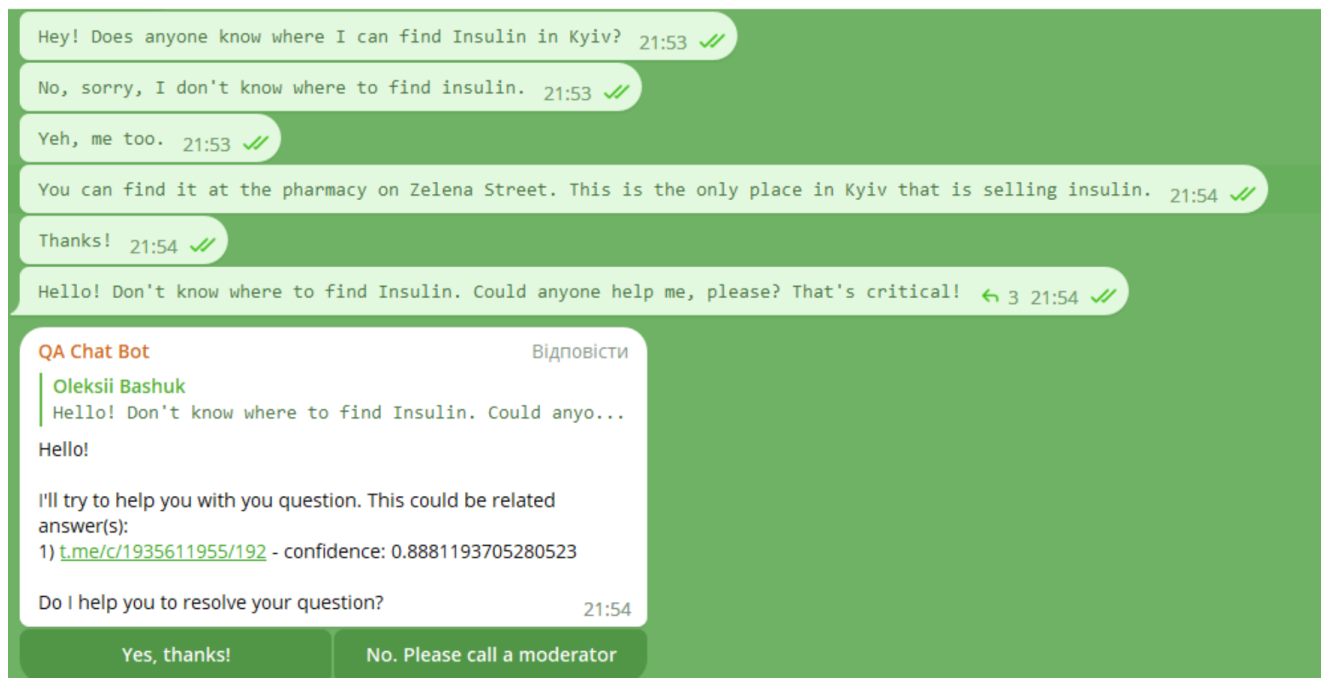 Hey! Does anyone know where I can find Insulin in Kyiv? 21:53
No, sorry, I don't know where to find insulin. 21:53
Yeh, me too. 21:53
You can find it at the pharmacy on Zelena Street. This is the only place in Kyiv that is selling insulin. 21:54
Thanks! 21:54
Hello! Don't know where to find Insulin. Could anyone help me, please? That's critical! 3 21:54
QA Chat Bot Відповісти
Oleksii Bashuk
Hello! Don't know where to find Insulin. Could anyo...
Hello!
I'll try to help you with you question. This could be related
answer(s):
1) t.me/c/1935611955/192 - confidence: 0.8881193705280523
Do I help you to resolve your question? 21:54
Yes, thanks! No. Please call a moderator